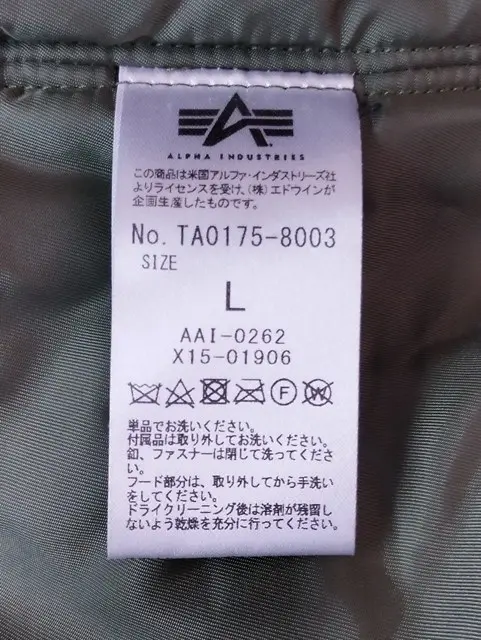 ALPHA INDUSTRIES
この商品は米国アルファ・インダストリーズ社
よりライセンスを受け、(株)エドウインが
企画生産したものです。
No. TA0175-8003
SIZE
L
AAI-0262
X15-01906
F W
単品でお洗いください。
付属品は取り外してお洗いください。
釦、ファスナーは閉じて洗ってくださ
い。
フード部分は、取り外してから手洗い
をしてください。
ドライクリーニング後は溶剤が残留し
ないよう乾燥を充分に行ってください。